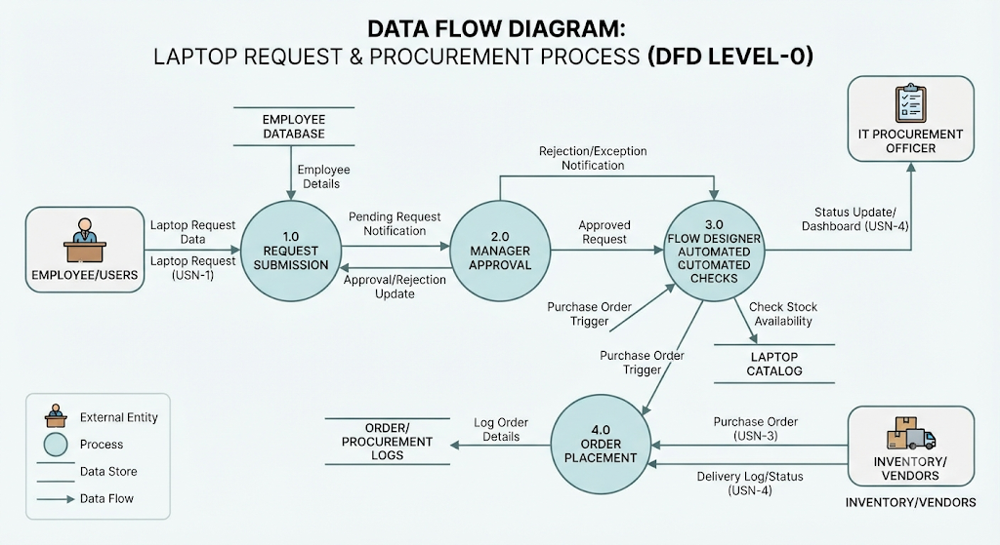 DATA FLOW DIAGRAM:
LAPTOP REQUEST & PROCUREMENT PROCESS (DFD LEVEL-0)
IT PROCUREMENT
OFFICER
EMPLOYEE
DATABASE
Employee
Details
Rejection/Exception
Notification
EMPLOYEE/USERS
Laptop Request
Data
Laptop Request
(USN-1)
1.0
REQUEST
SUBMISSION
Pending Request
Notification
Approval/Rejection
Update
2.0
MANAGER
APPROVAL
Approved
Request
3.0
FLOW DESIGNER
AUTOMATED
CUTOMATED
CHECKS
Status Update/
Dashboard (USN-4)
Purchase Order
Trigger
Check Stock
Availability
Purchase Order
Trigger
LAPTOP
CATALOG
External Entity
Process
Data Store
Data Flow
ORDER/
PROCUREMENT
LOGS
Log Order
Details
4.0
ORDER
PLACEMENT
Purchase Order
(USN-3)
Delivery Log/Status
(USN-4)
INVENTORY/
VENDORS
INVENTORY/VENDORS